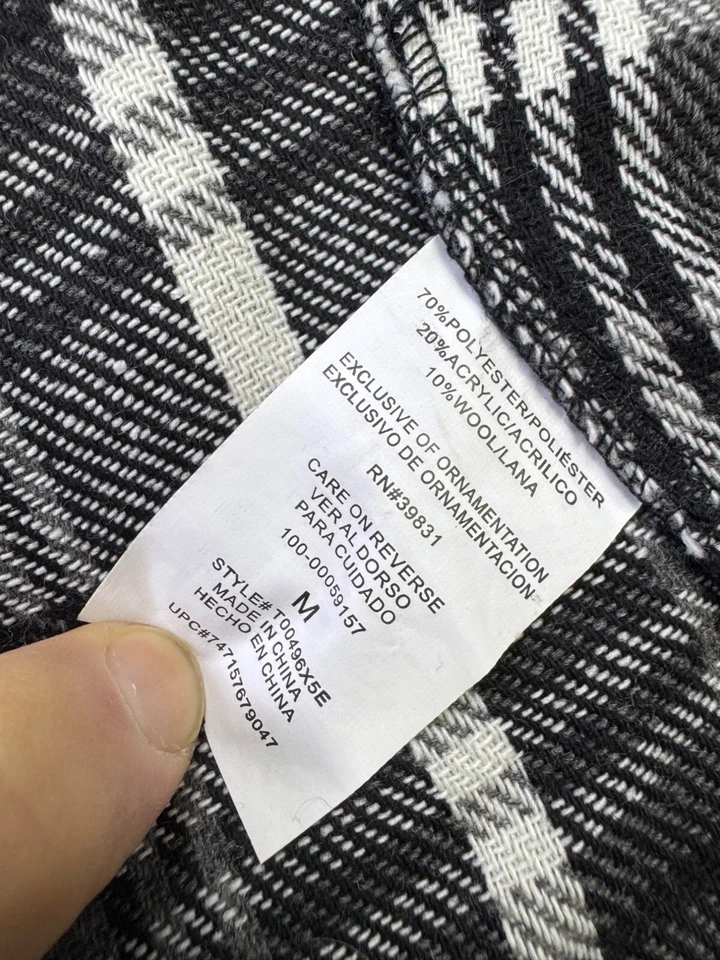 70%POLYESTER/POLIÉSTER
20%ACRYLIC/ACRILICO
10%WOOL/LANA
EXCLUSIVE OF ORNAMENTATION
EXCLUSIVO DE ORNAMENTACION
RN#39831
CARE ON REVERSE
VER AL DORSO
PARA CUIDADO
100-00059157
M
STYLE# T00496X5E
MADE IN CHINA
HECHO EN CHINA
UPC#747157679047